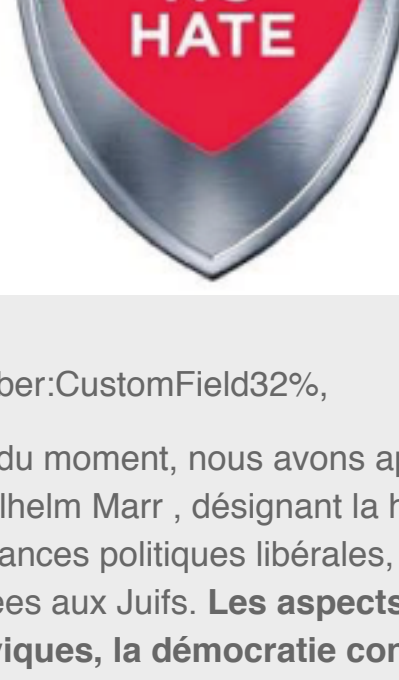 HATE
ber:CustomField32%,
du moment, nous avons ap
lhelm Marr , désignant la h
ances politiques libérales,
ées aux Juifs. Les aspects
viques, la démocratie con